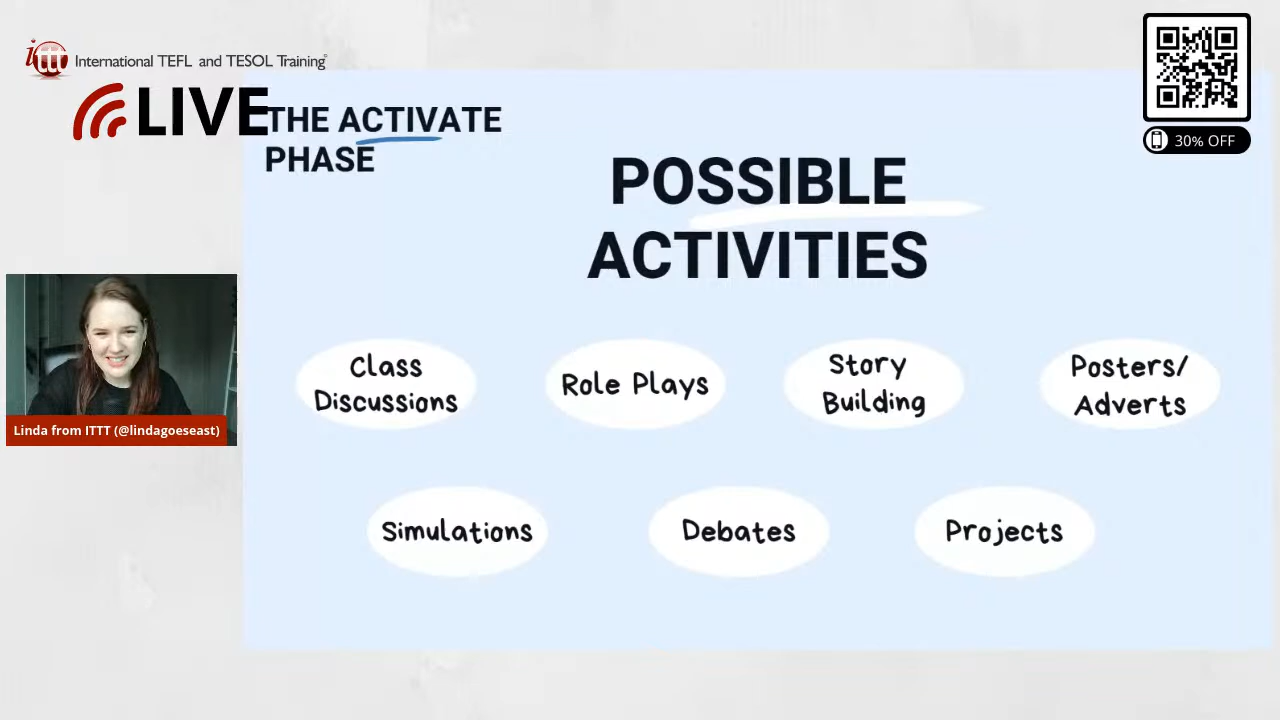 ittt International TEFL and TESOL Training
LIVE
THE ACTIVATE
PHASE
30% OFF
POSSIBLE
ACTIVITIES
Class
Discussions
Role Plays
Story
Building
Posters/
Adverts
Linda from ITTT (@lindagoeseast)
Simulations
Debates
Projects